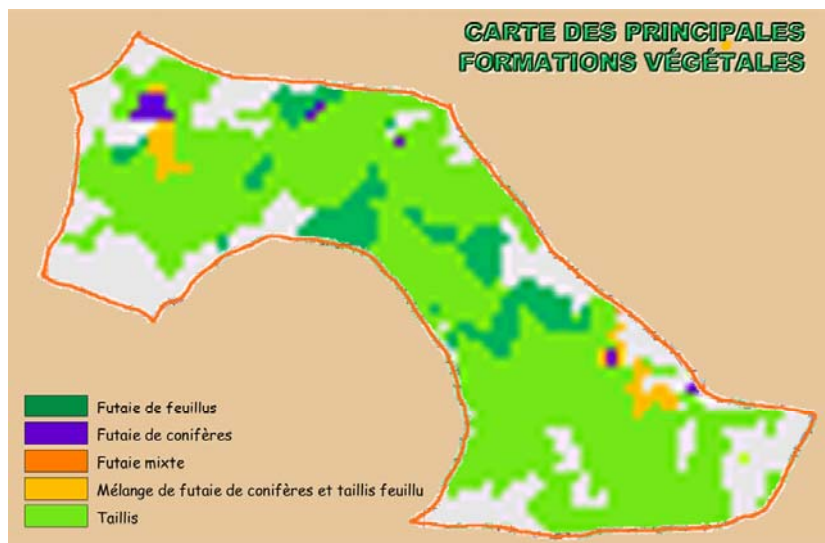 CARTE DES PRINCIPALES
FORMATIONS VÉGÉTALES
Futaie de feuillus
Futaie de conifères
Futaie mixte
Mélange de futaie de conifères et taillis feuillu
Taillis